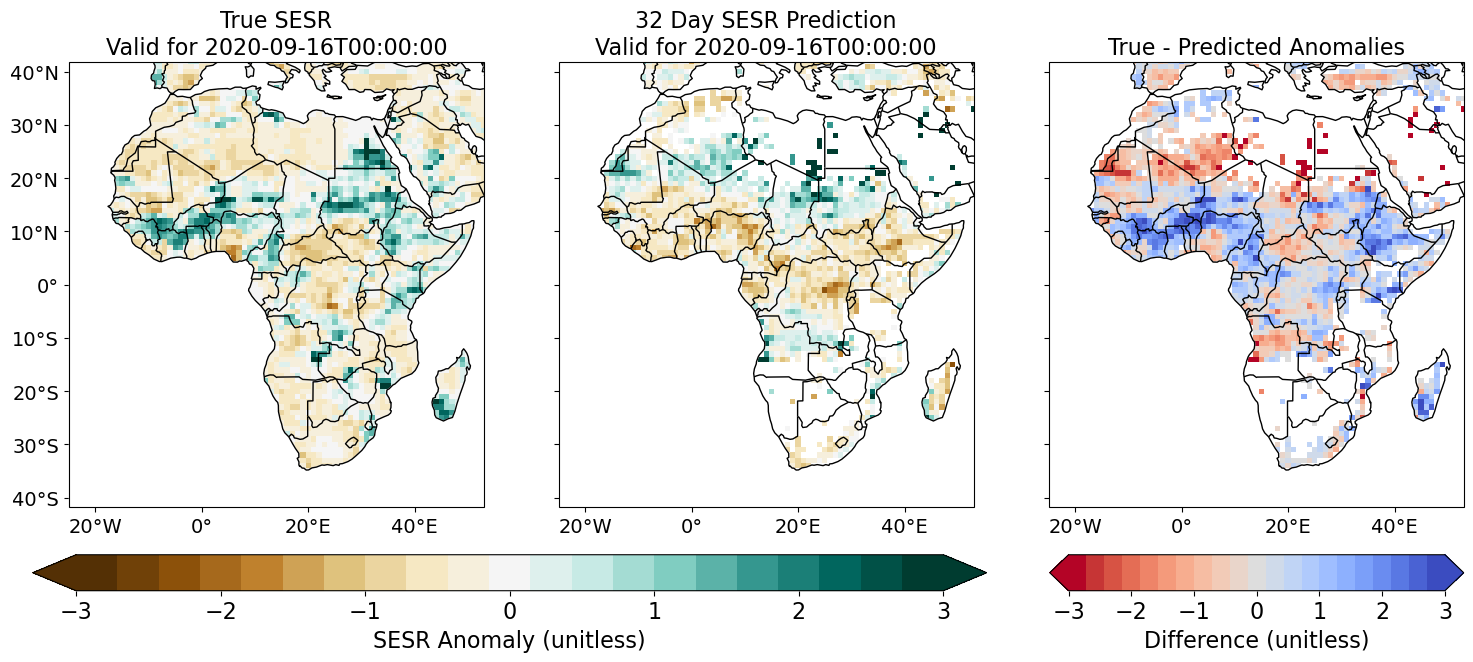 True SESR
Valid for 2020-09-16T00:00:00
32 Day SESR Prediction
Valid for 2020-09-16T00:00:00
True - Predicted Anomalies
40°N
30°N
20°N
10°N
0°
10°S
20°S
30°S
40°S
20°W 0° 20°E 40°E
20°W 0° 20°E 40°E
20°W 0° 20°E 40°E
−3 −2 −1 0 1 2 3
SESR Anomaly (unitless)
−3 −2 −1 0 1 2 3
Difference (unitless)